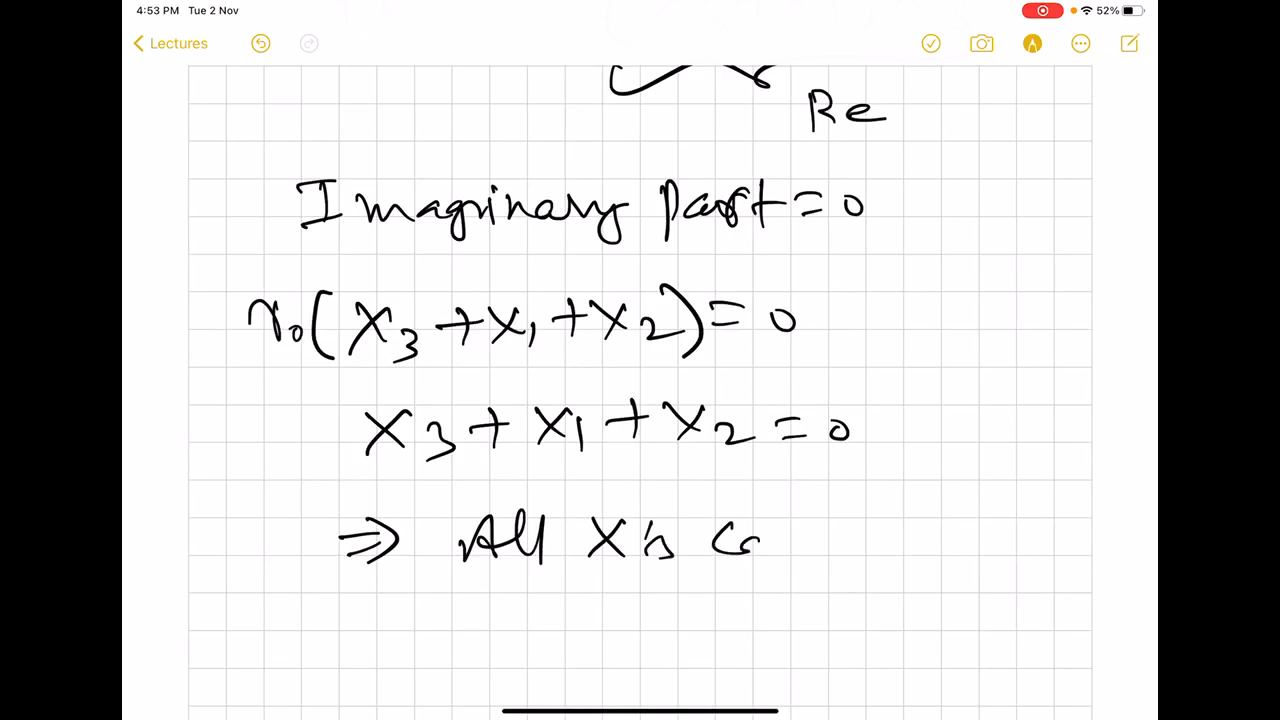 4:53 PM Tue 2 Nov 52%
Lectures
Re
Imaginary part = 0
r₀(X₃ + X₁ + X₂) = 0
X₃ + X₁ + X₂ = 0
⇒ All X's